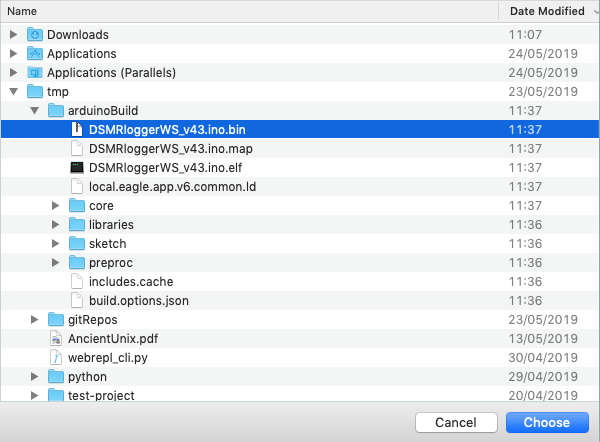 Name Date Modified
Downloads 11:07
Applications 24/05/2019
Applications (Parallels) 24/05/2019
tmp 23/05/2019
arduinoBuild 11:37
DSMRloggerWS_v43.ino.bin 11:37
DSMRloggerWS_v43.ino.map 11:37
DSMRloggerWS_v43.ino.elf 11:37
local.eagle.app.v6.common.ld 11:37
core 11:37
libraries 11:36
sketch 11:36
preproc 11:36
includes.cache 11:36
build.options.json 11:36
gitRepos 23/05/2019
AncientUnix.pdf 13/05/2019
webrepl_cli.py 30/04/2019
python 29/04/2019
test-project 20/04/2019
Cancel Choose